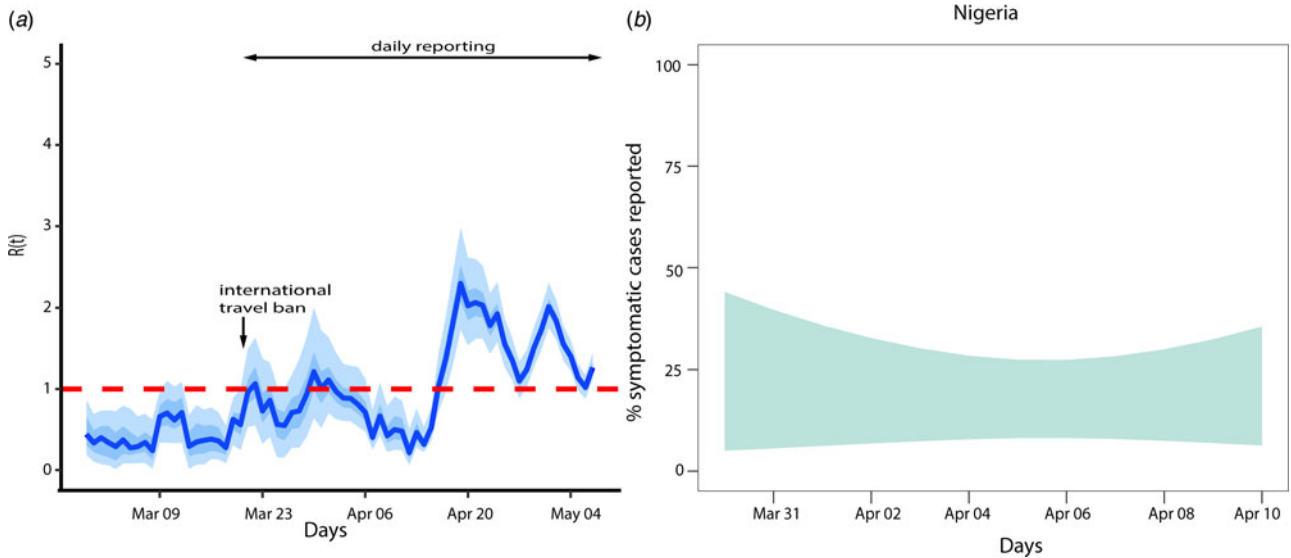 (a)
daily reporting
5
4
3
2
1
0
R(t)
international
travel ban
Mar 09
Mar 23
Apr 06
Apr 20
May 04
Days
(b)
Nigeria
100
75
50
25
0
% symptomatic cases reported
Mar 31
Apr 02
Apr 04
Apr 06
Apr 08
Apr 10
Days